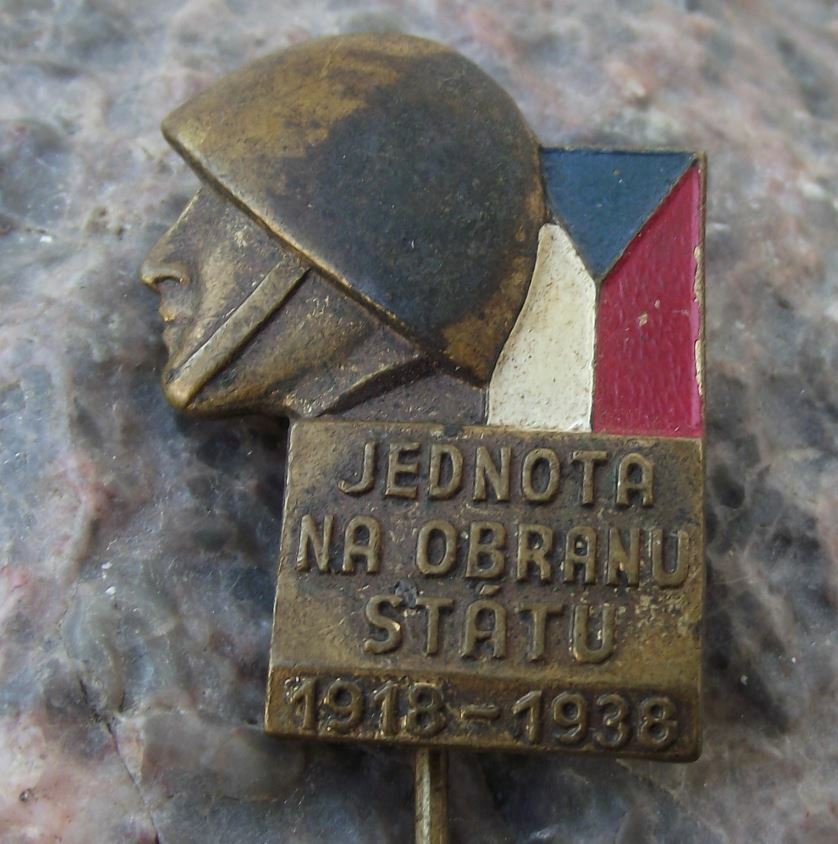 JEDNOTA
NA OBRANU
STÁTU
1918-1938